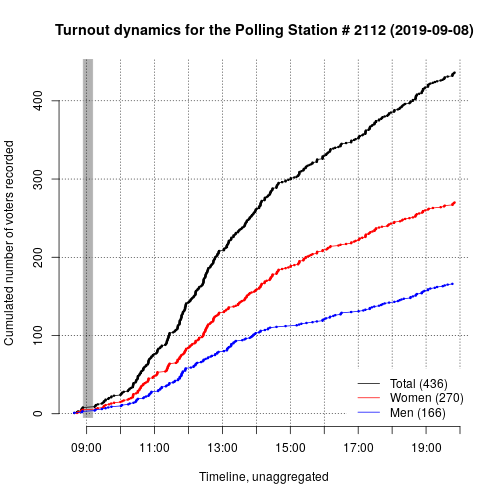 Turnout dynamics for the Polling Station # 2112 (2019-09-08)
Cumulated number of voters recorded
400
300
200
100
0
Total (436)
Women (270)
Men (166)
09:00 11:00 13:00 15:00 17:00 19:00
Timeline, unaggregated